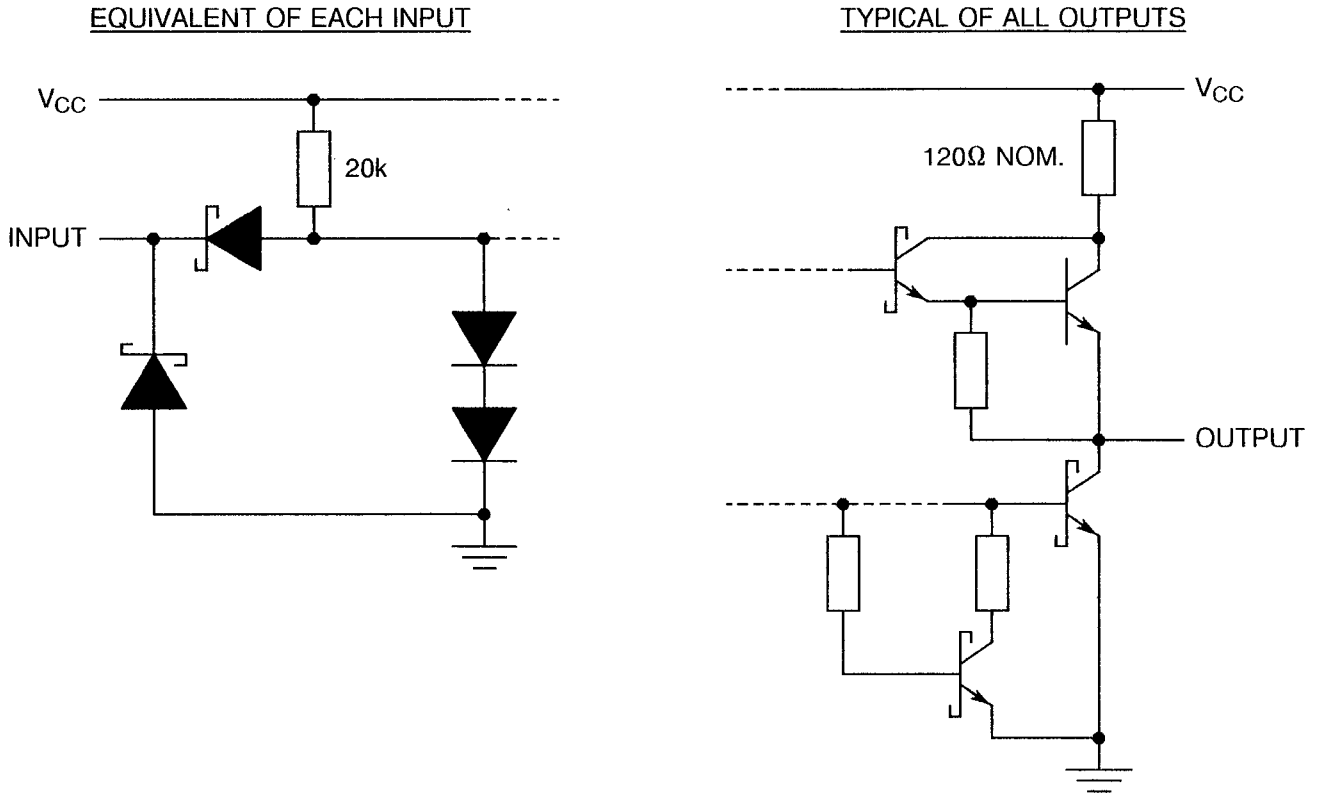 EQUIVALENT OF EACH INPUT
TYPICAL OF ALL OUTPUTS
VCC
20k
INPUT
VCC
120Ω NOM.
OUTPUT